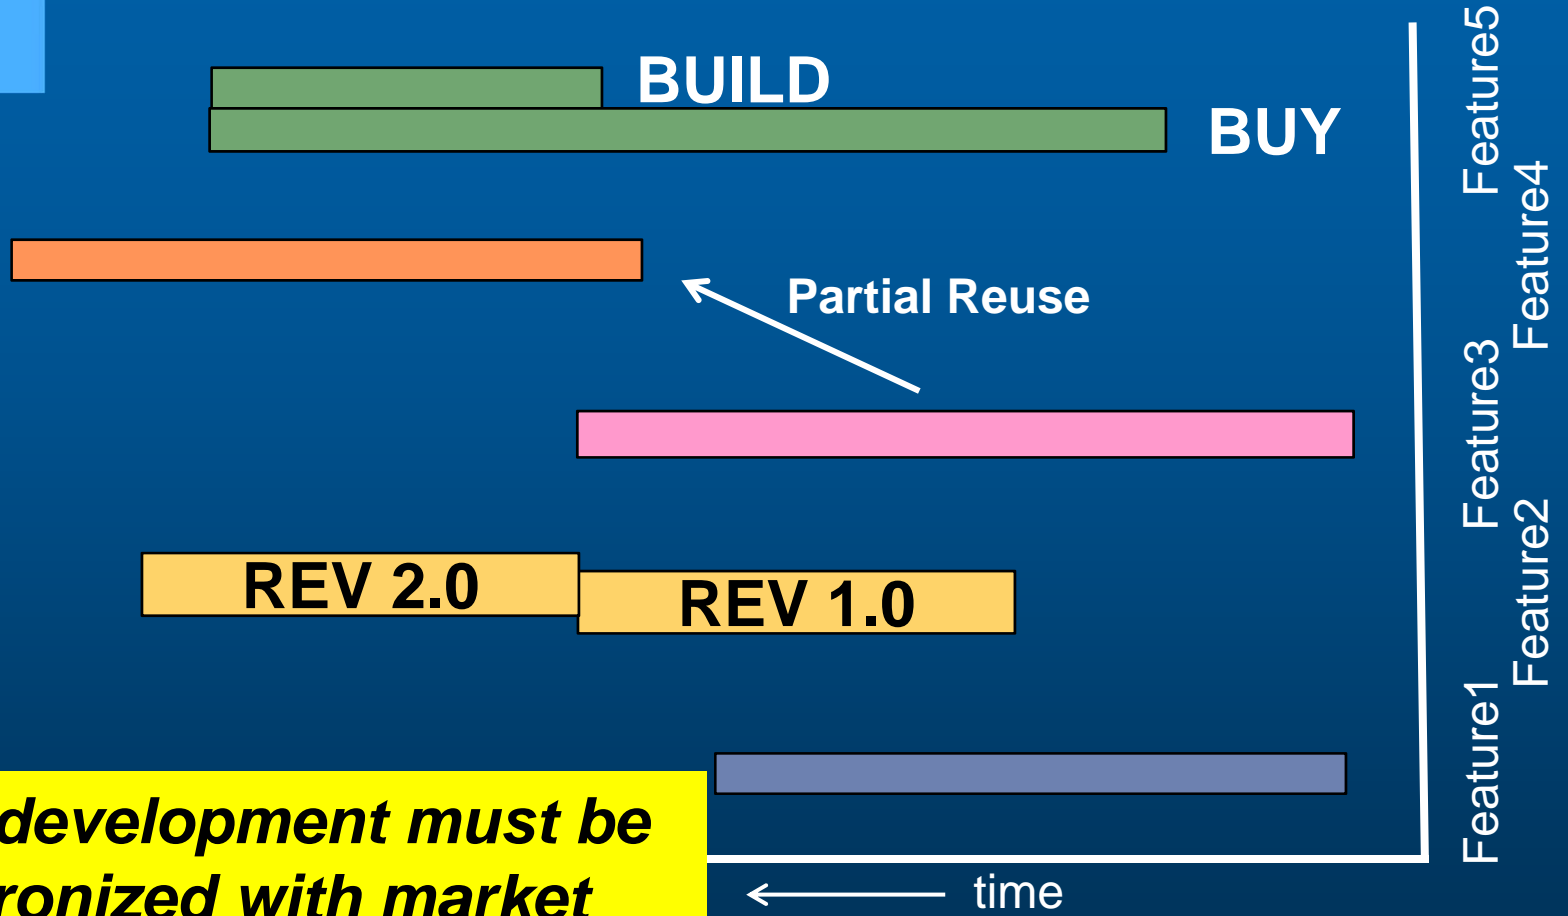 BUILD
BUY
Partial Reuse
REV 2.0
REV 1.0
Feature5
Feature4
Feature3
Feature2
Feature1
development must be
with market
time